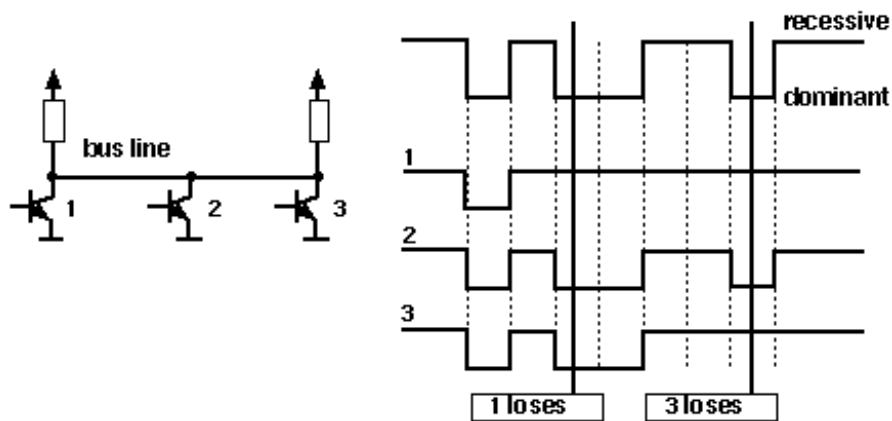 recessive
dominant
bus line
1
2
3
1
2
3
1 loses
3 loses